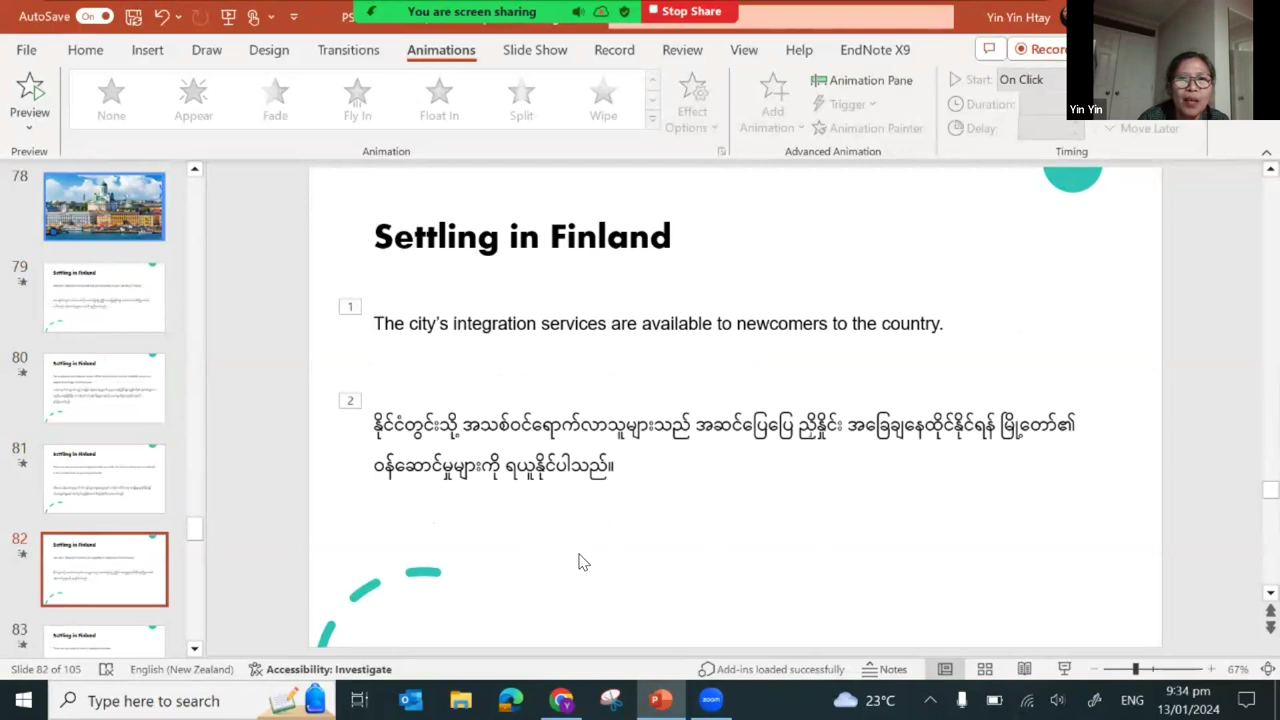 AutoSave On PS Yin Yin Htay
You are screen sharing Stop Share
File Home Insert Draw Design Transitions Animations Slide Show Record Review View Help EndNote X9 Recor
Preview None Appear Fade Fly In Float In Split Wipe Effect Options Add Animation Animation Pane Start: On Click
Trigger Duration:
Animation Painter Delay: Move Later
Preview Animation Advanced Animation Timing
Yin Yin
78
79 Settling in Finland
80 Settling in Finland
81 Settling in Finland
82 Settling in Finland
83 Settling in Finland
Settling in Finland
1
The city’s integration services are available to newcomers to the country.
2
နိုင်ငံတွင်းသို့ အသစ်ဝင်ရောက်လာသူများသည် အဆင်ပြေပြေ ညှိနှိုင်း အခြေချနေထိုင်နိုင်ရန် မြို့တော်၏
ဝန်ဆောင်မှုများကို ရယူနိုင်ပါသည်။
Slide 82 of 105 English (New Zealand) Accessibility: Investigate Add-ins loaded successfully Notes 67%
Type here to search 23°C ENG 9:34 pm
13/01/2024